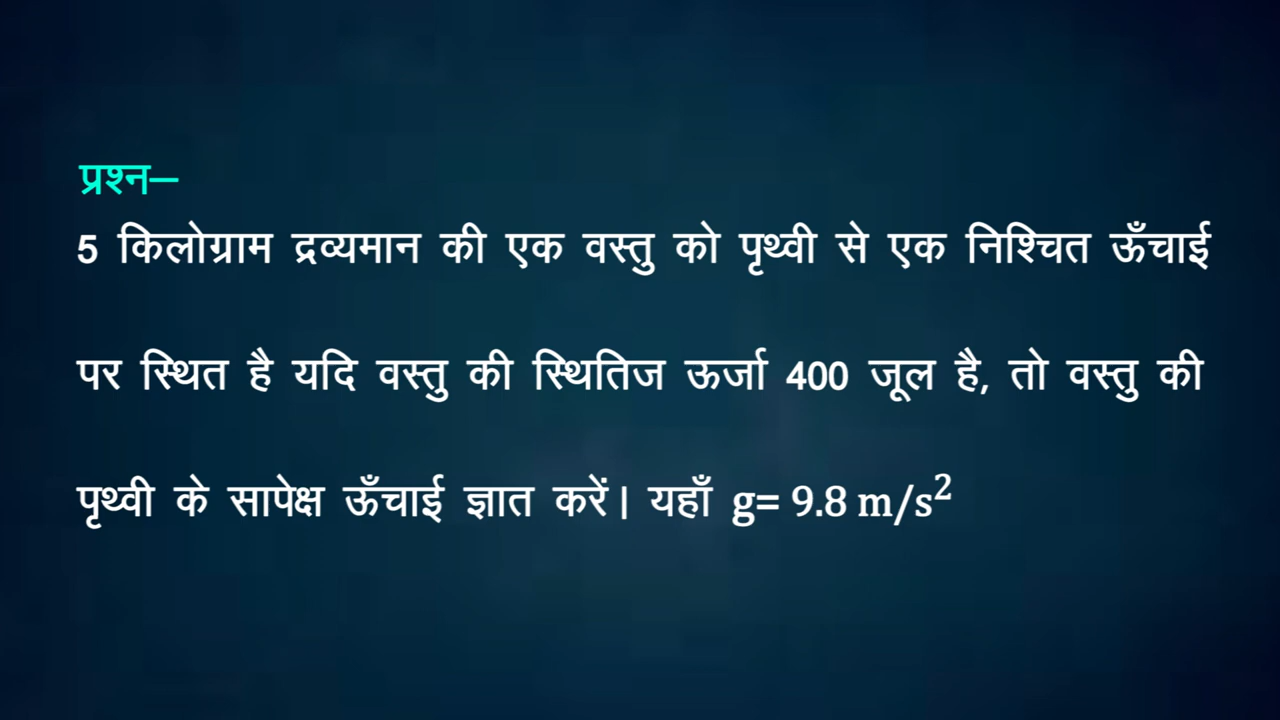 प्रश्न—
5 किलोग्राम द्रव्यमान की एक वस्तु को पृथ्वी से एक निश्चित ऊँचाई
पर स्थित है यदि वस्तु की स्थितिज ऊर्जा 400 जूल है, तो वस्तु की
पृथ्वी के सापेक्ष ऊँचाई ज्ञात करें। यहाँ g= 9.8 m/s²